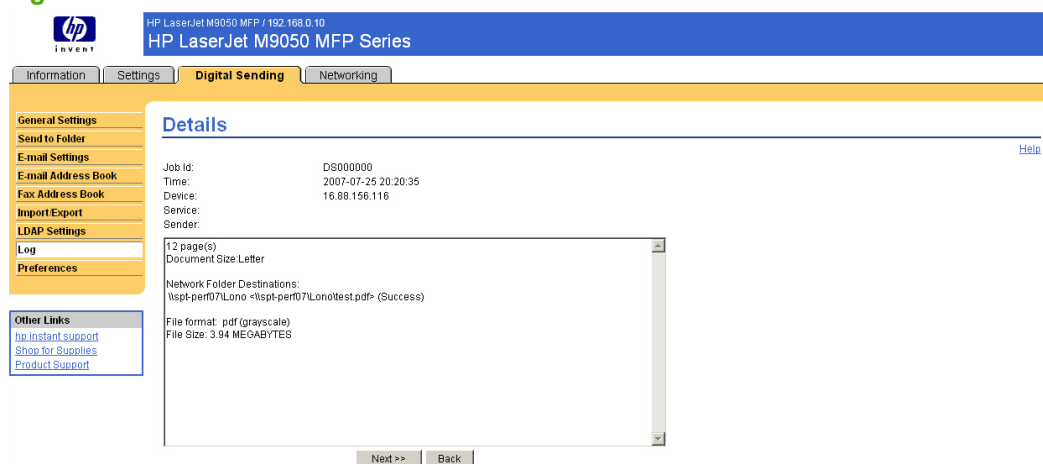 hp
invent
HP LaserJet M9050 MFP / 192.168.0.10
HP LaserJet M9050 MFP Series
Information
Settings
Digital Sending
Networking
General Settings
Send to Folder
E-mail Settings
E-mail Address Book
Fax Address Book
Import/Export
LDAP Settings
Log
Preferences
Other Links
hp instant support
Shop for Supplies
Product Support
Details
Help
Job Id: DS000000
Time: 2007-07-25 20:20:35
Device: 16.88.156.116
Service:
Sender:
12 page(s)
Document Size:Letter
Network Folder Destinations:
\\spt-perf07\Lono <\\spt-perf07\Lono\test.pdf> (Success)
File format: pdf (grayscale)
File Size: 3.94 MEGABYTES
Next >>
Back